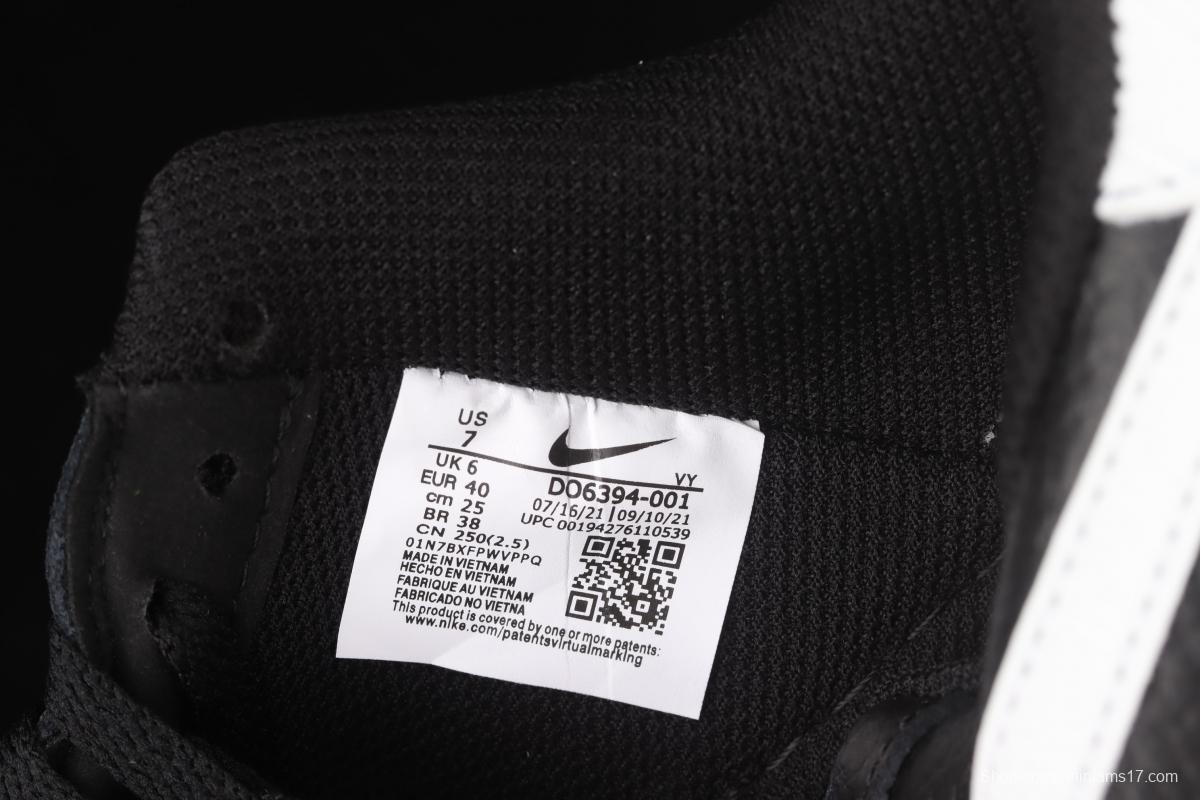 US
7
VY
UK 6
EUR 40
cm 25
BR 38
CN 250(2.5)
DO6394-001
07/16/21 | 09/10/21
UPC 00194276110539
01N7BXFPWVPPQ
MADE IN VIETNAM
HECHO EN VIETNAM
FABRIQUE AU VIETNAM
FABRICADO NO VIETNA
This product is covered by one or more patents:
www.nike.com/patentsvirtualmarking